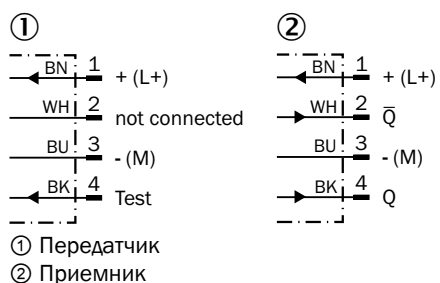 ①
BN 1 + (L+)
WH 2 not connected
BU 3 - (M)
BK 4 Test
②
BN 1 + (L+)
WH 2 Q̅
BU 3 - (M)
BK 4 Q
① Передатчик
② Приемник